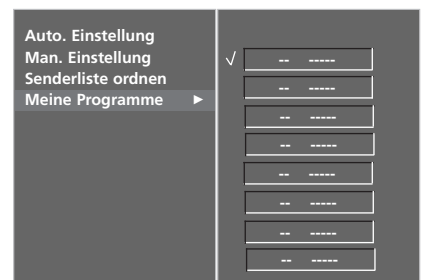 Auto. Einstellung
Man. Einstellung
Senderliste ordnen
Meine Programme ►
√ -- -----
-- -----
-- -----
-- -----
-- -----
-- -----
-- -----
-- -----